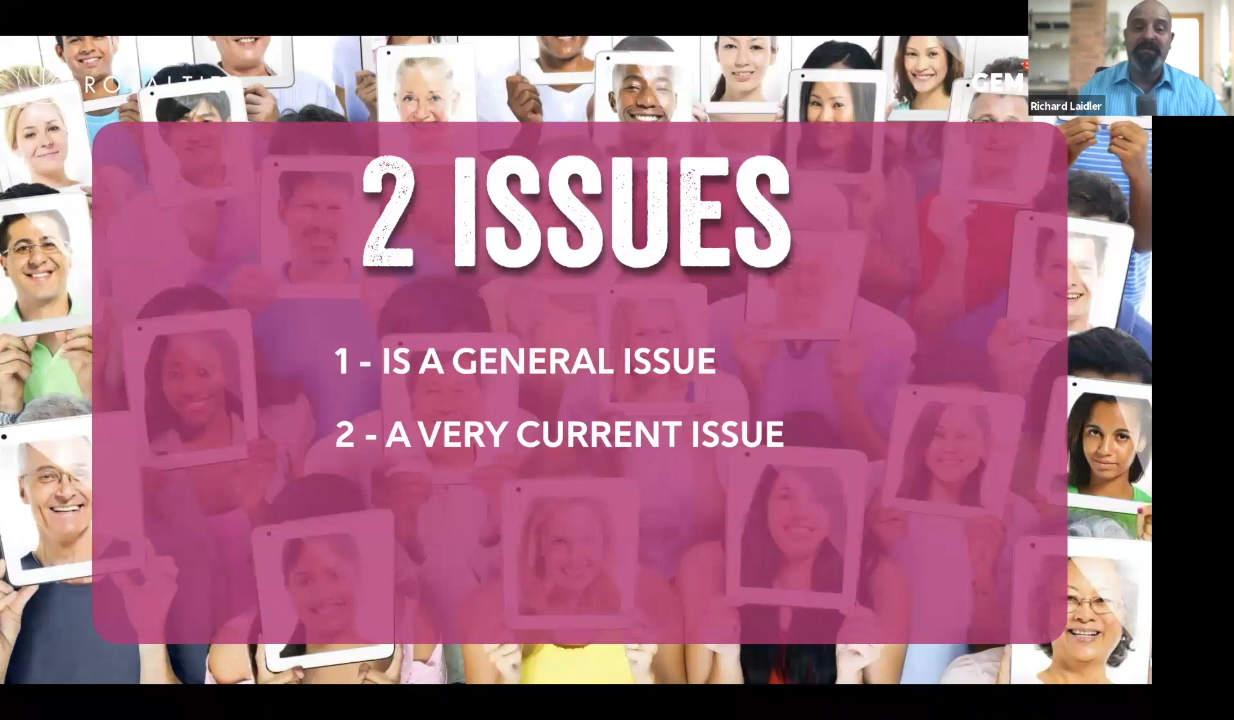 GEM
Richard Laidler
2 ISSUES
1 - IS A GENERAL ISSUE
2 - A VERY CURRENT ISSUE